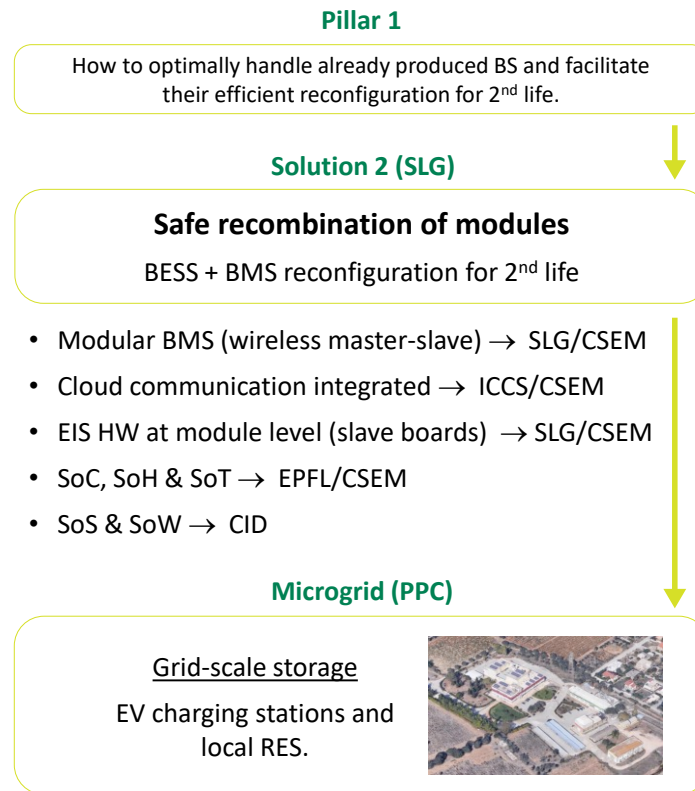 Pillar 1
How to optimally handle already produced BS and facilitate
their efficient reconfiguration for 2nd life.
Solution 2 (SLG)
Safe recombination of modules
BESS + BMS reconfiguration for 2nd life
• Modular BMS (wireless master-slave) → SLG/CSEM
• Cloud communication integrated → ICCS/CSEM
• EIS HW at module level (slave boards) → SLG/CSEM
• SoC, SoH & SoT → EPFL/CSEM
• SoS & SoW → CID
Microgrid (PPC)
Grid-scale storage
EV charging stations and
local RES.